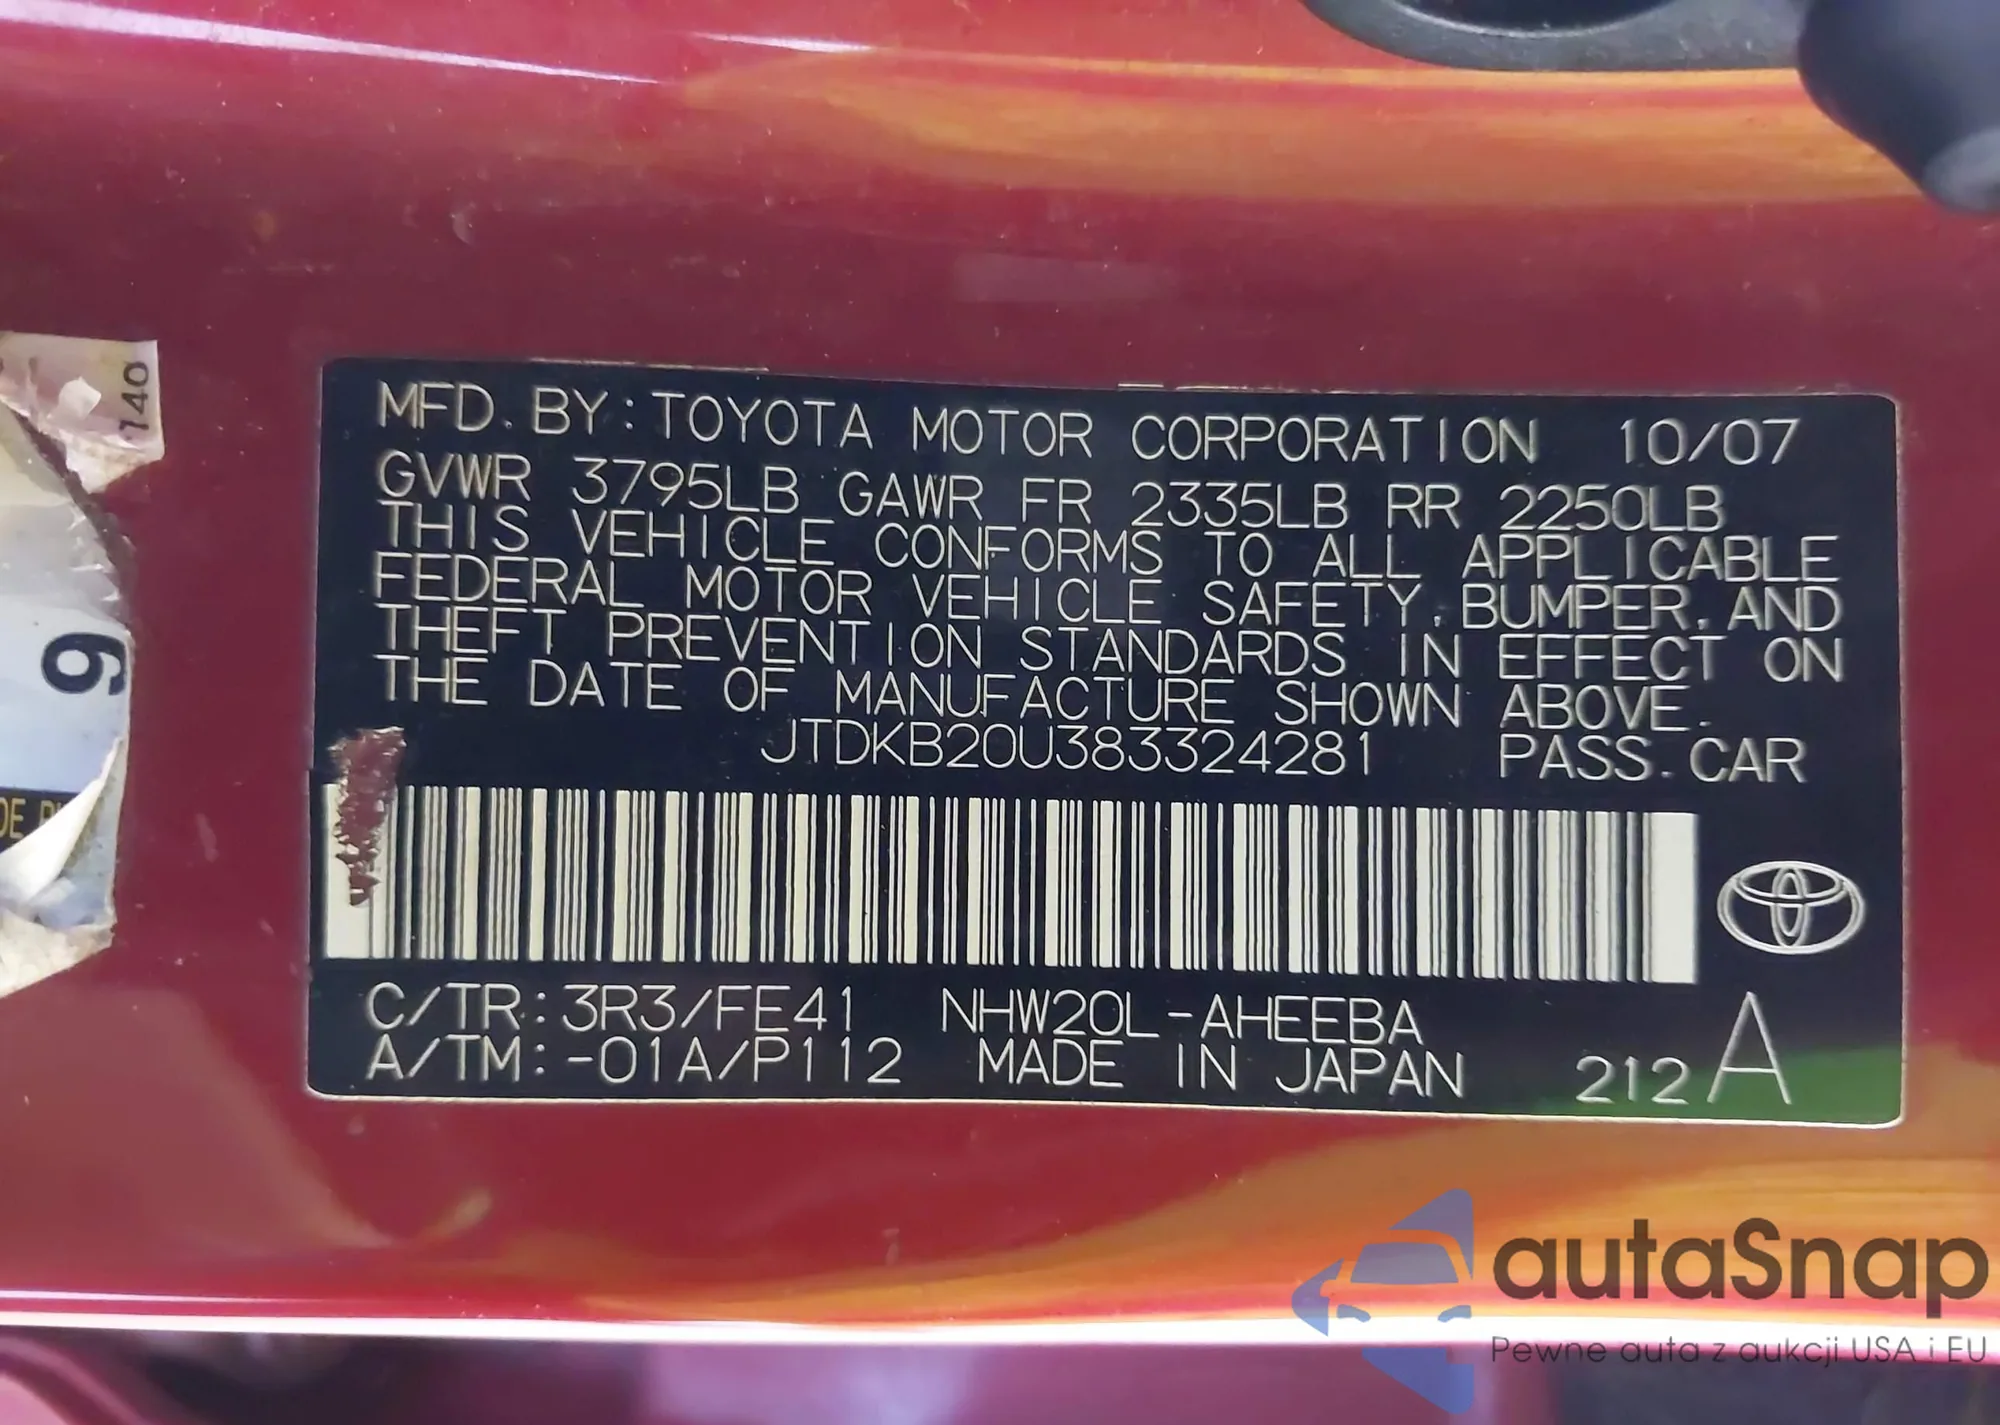 MFD. BY: TOYOTA MOTOR CORPORATION 10/07
GVWR 3795LB GAWR FR 2335LB RR 2250LB
THIS VEHICLE CONFORMS TO ALL APPLICABLE
FEDERAL MOTOR VEHICLE SAFETY, BUMPER, AND
THEFT PREVENTION STANDARDS IN EFFECT ON
THE DATE OF MANUFACTURE SHOWN ABOVE.
JTDKB20U383324281 PASS. CAR
C/TR: 3R3/FE41 NHW20L-AHEEBA
A/TM: -01A/P112 MADE IN JAPAN 212 A
140
9
autaSnap
Pewne auta z aukcji USA i EU